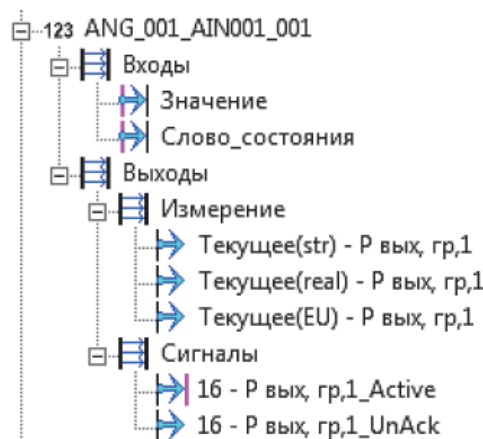 123 ANG_001_AIN001_001
Входы
Значение
Слово_состояния
Выходы
Измерение
Текущее(str) - Р вых, гр,1
Текущее(real) - Р вых, гр,1
Текущее(EU) - Р вых, гр,1
Сигналы
16 - Р вых, гр,1_Active
16 - Р вых, гр,1_UnAck